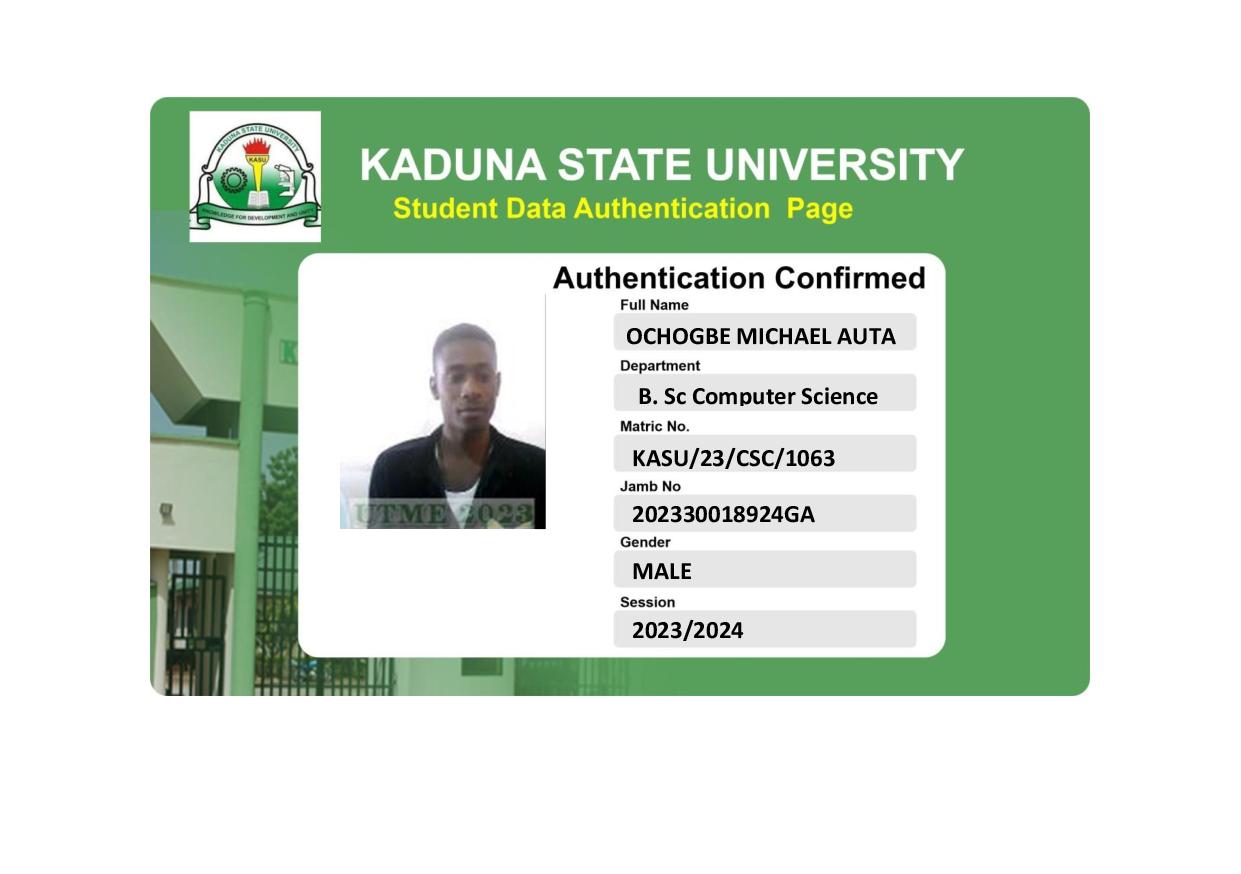 KADUNA STATE UNIVERSITY
KASU
KNOWLEDGE FOR DEVELOPMENT AND UNITY
KADUNA STATE UNIVERSITY
Student Data Authentication Page
Authentication Confirmed
Full Name
OCHOGBE MICHAEL AUTA
Department
B. Sc Computer Science
Matric No.
KASU/23/CSC/1063
Jamb No
202330018924GA
Gender
MALE
Session
2023/2024
UTME 2023
K